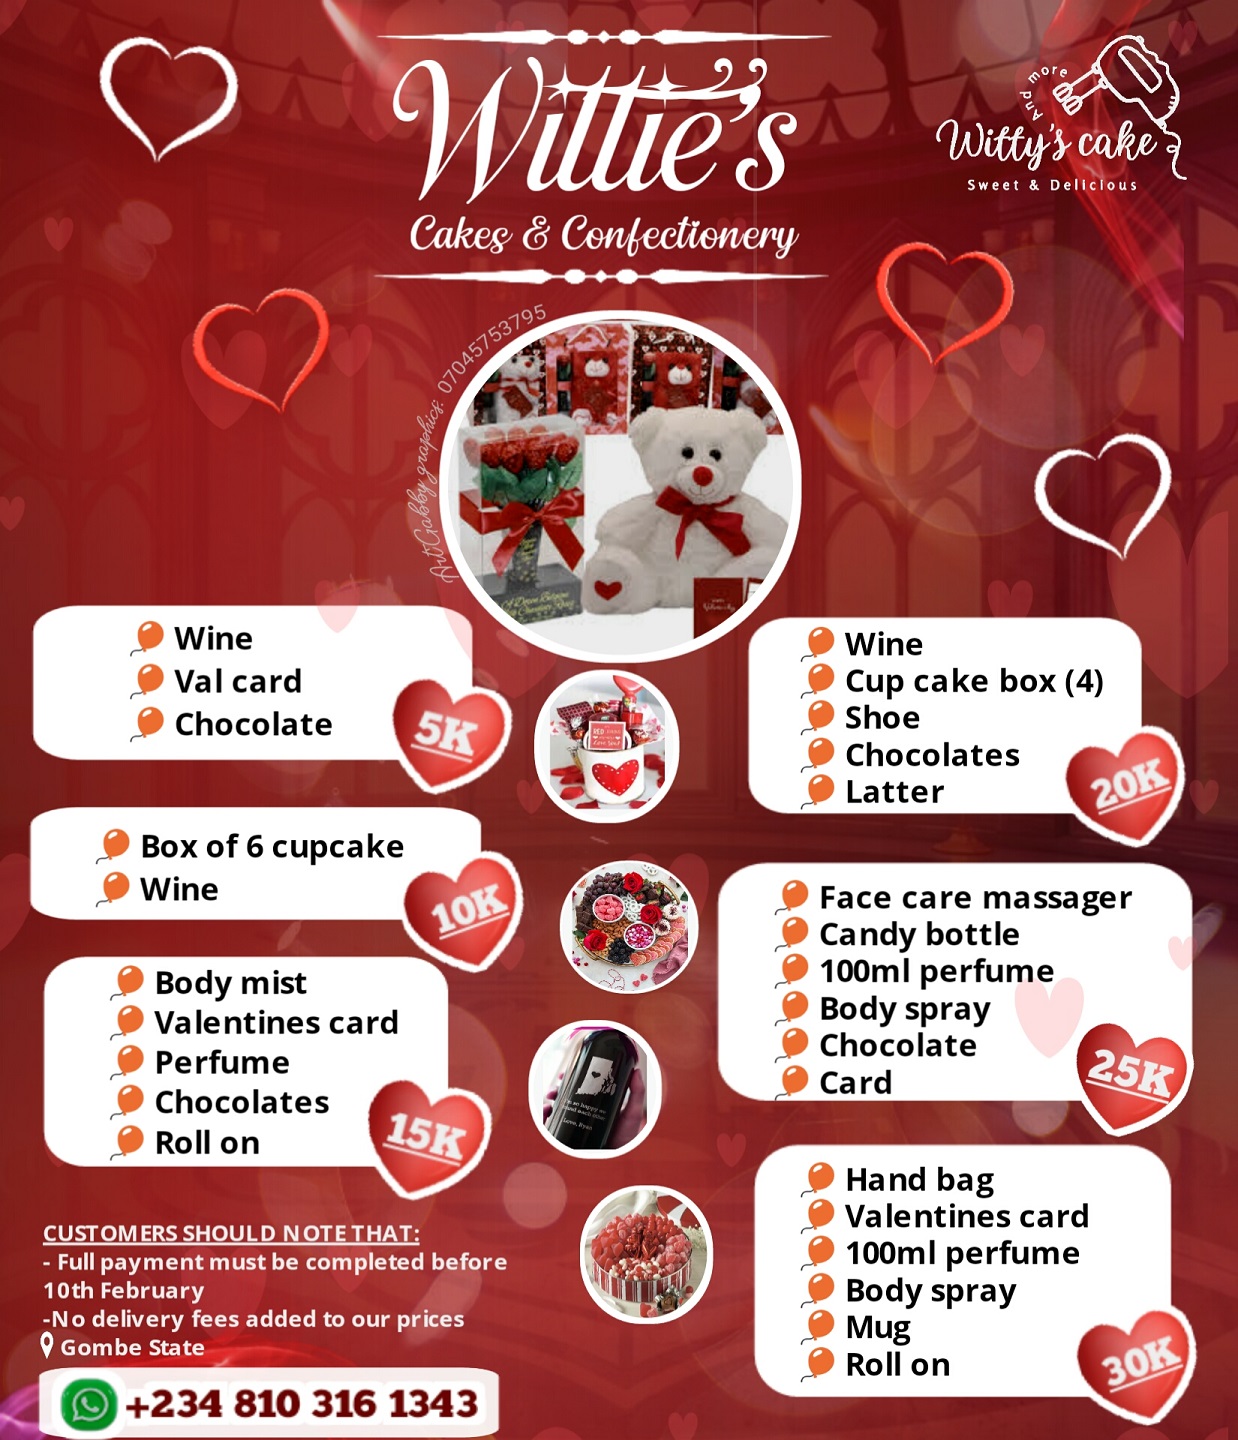 Wittie's
Cakes & Confectionery
And more
Witty's cake
Sweet & Delicious
Art Gabby graphics: 07045753795
Wine
Val card
Chocolate
5K
Box of 6 cupcake
Wine
10K
Body mist
Valentines card
Perfume
Chocolates
Roll on
15K
Wine
Cup cake box (4)
Shoe
Chocolates
Latter
20K
Face care massager
Candy bottle
100ml perfume
Body spray
Chocolate
Card
25K
Hand bag
Valentines card
100ml perfume
Body spray
Mug
Roll on
30K
CUSTOMERS SHOULD NOTE THAT:
- Full payment must be completed before
10th February
-No delivery fees added to our prices
Gombe State
+234 810 316 1343